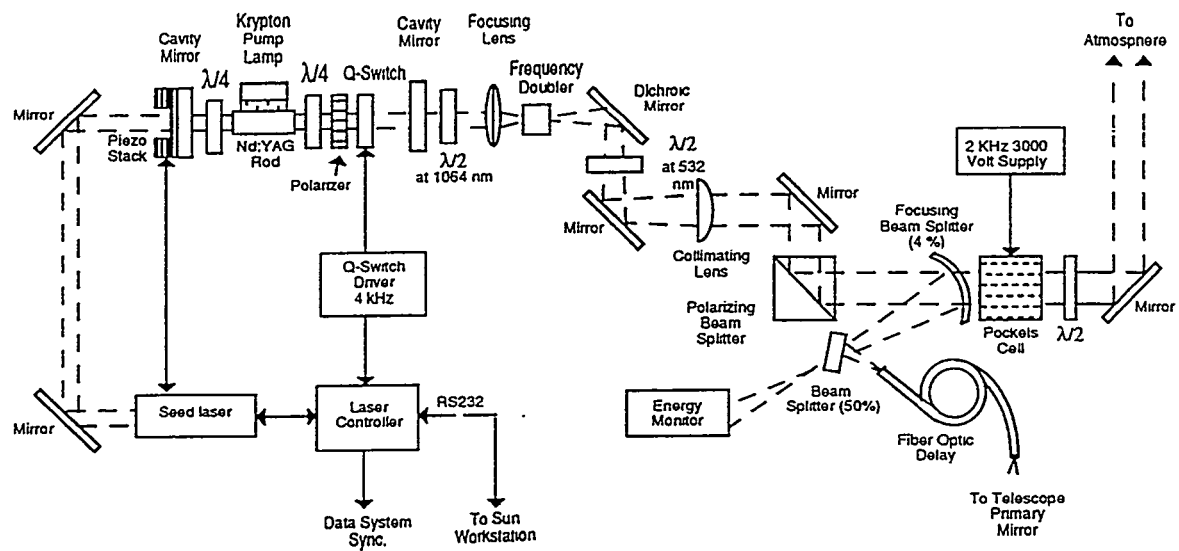 Cavity
Mirror
λ/4
Krypton
Pump
Lamp
λ/4
Q-Switch
Cavity
Mirror
Focusing
Lens
Frequency
Doubler
Dichroic
Mirror
To
Atmospnere
Mirror
Piezo
Stack
Nd:YAG
Rod
Polarizer
λ/2
at 1064 nm
λ/2
at 532
nm
Mirror
Mirror
Collimating
Lens
2 KHz 3000
Volt Supply
Focusing
Beam Splitter
(4 %)
Q-Switch
Driver
4 kHz
Polarizing
Beam
Splitter
Pockels
Cell
λ/2
Mirror
Mirror
Seed laser
Laser
Controller
RS232
Energy
Monitor
Beam
Splitter (50%)
Fiber Optic
Delay
Data System
Sync.
To Sun
Workstation
To Telescope
Primary
Mirror